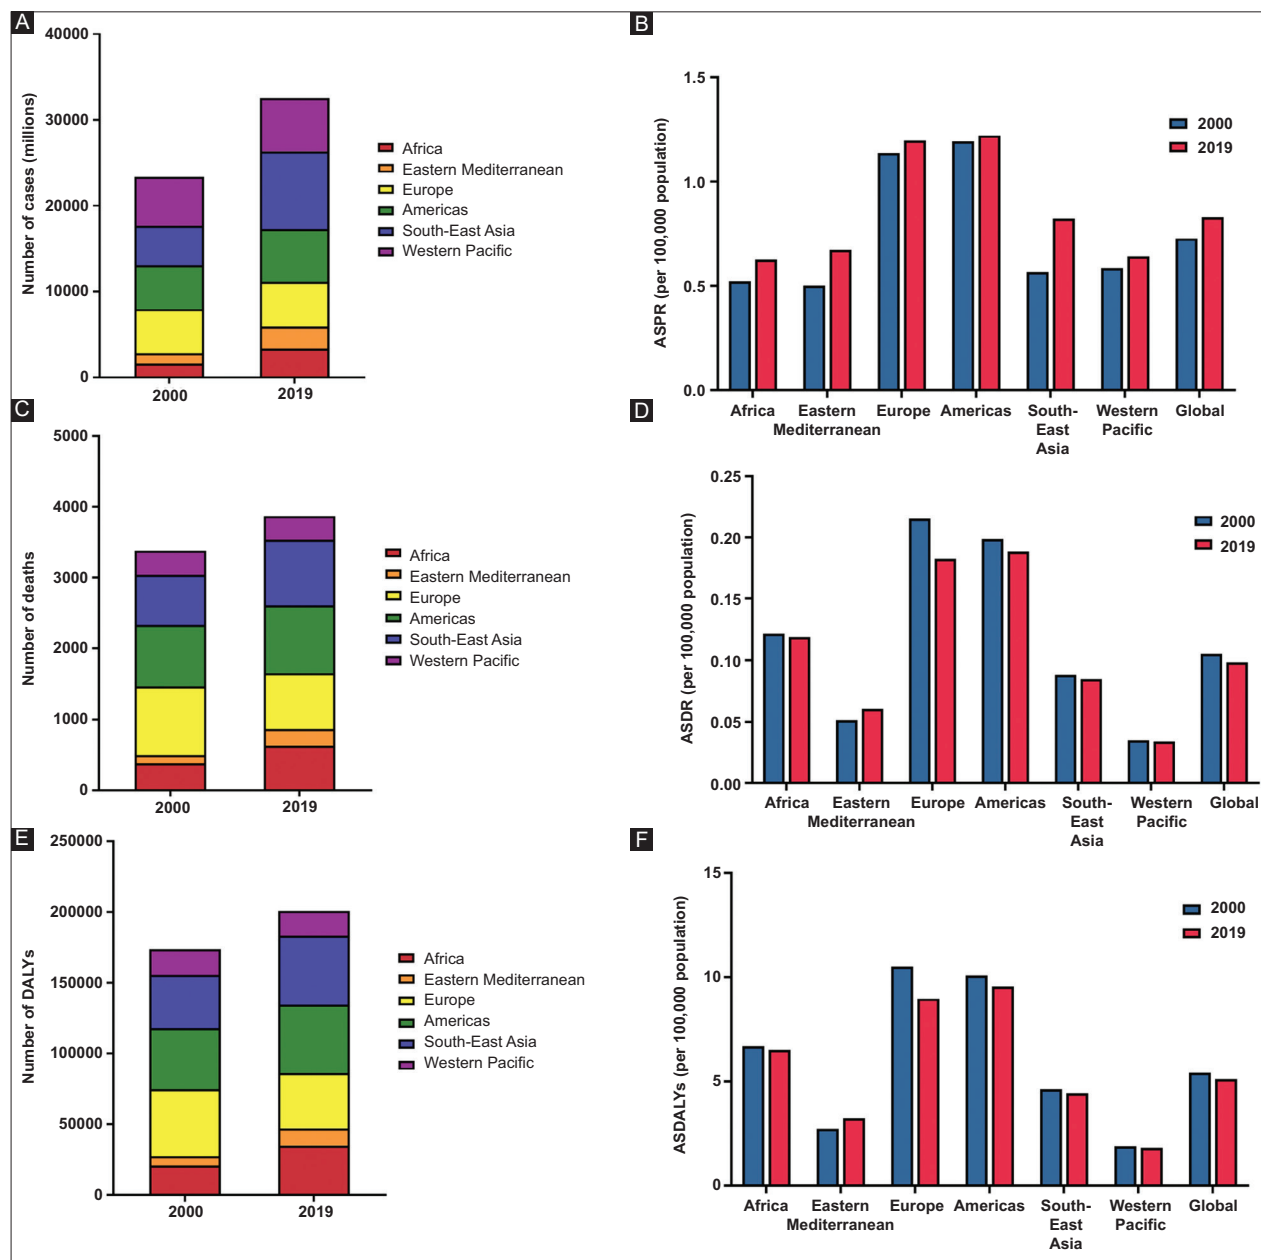 A
Number of cases (millions)
40000
30000
20000
10000
0
2000
2019
Africa
Eastern Mediterranean
Europe
Americas
South-East Asia
Western Pacific
B
ASPR (per 100,000 population)
1.5
1.0
0.5
0.0
2000
2019
Africa
Eastern
Mediterranean
Europe
Americas
South-
East
Asia
Western
Pacific
Global
C
Number of deaths
5000
4000
3000
2000
1000
0
2000
2019
Africa
Eastern Mediterranean
Europe
Americas
South-East Asia
Western Pacific
D
ASDR (per 100,000 population)
0.25
0.20
0.15
0.10
0.05
0.00
2000
2019
Africa
Eastern
Mediterranean
Europe
Americas
South-
East
Asia
Western
Pacific
Global
E
Number of DALYs
250000
200000
150000
100000
50000
0
2000
2019
Africa
Eastern Mediterranean
Europe
Americas
South-East Asia
Western Pacific
F
ASDALYs (per 100,000 population)
15
10
5
0
2000
2019
Africa
Eastern
Mediterranean
Europe
Americas
South-
East
Asia
Western
Pacific
Global